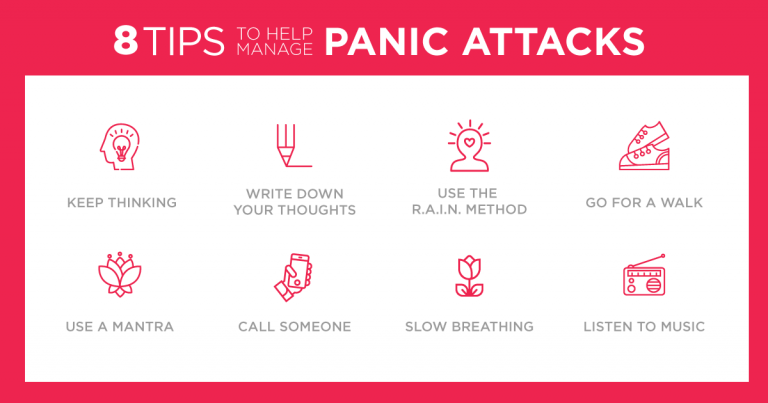 8 TIPS TO HELP MANAGE PANIC ATTACKS
KEEP THINKING
WRITE DOWN
YOUR THOUGHTS
USE THE
R.A.I.N. METHOD
GO FOR A WALK
USE A MANTRA
CALL SOMEONE
SLOW BREATHING
LISTEN TO MUSIC